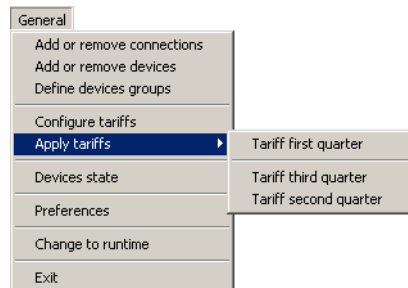 General
Add or remove connections
Add or remove devices
Define devices groups
Configure tariffs
Apply tariffs
Tariff first quarter
Tariff third quarter
Tariff second quarter
Devices state
Preferences
Change to runtime
Exit